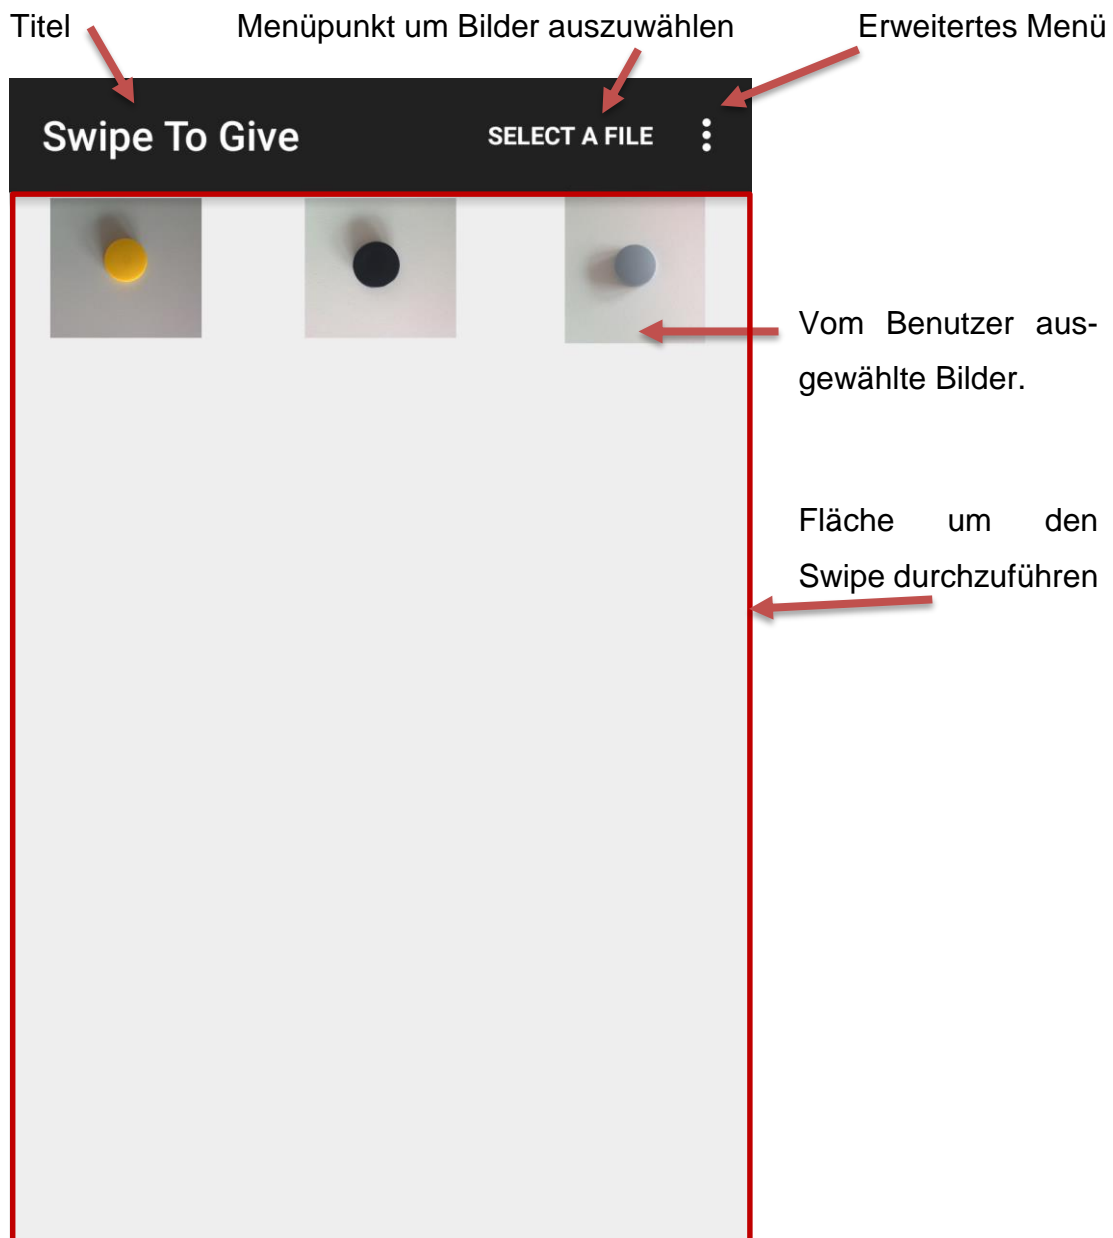 Titel
Menüpunkt um Bilder auszuwählen
Erweitertes Menü
Swipe To Give
SELECT A FILE
Vom Benutzer aus-
gewählte Bilder.
Fläche um den
Swipe durchzuführen